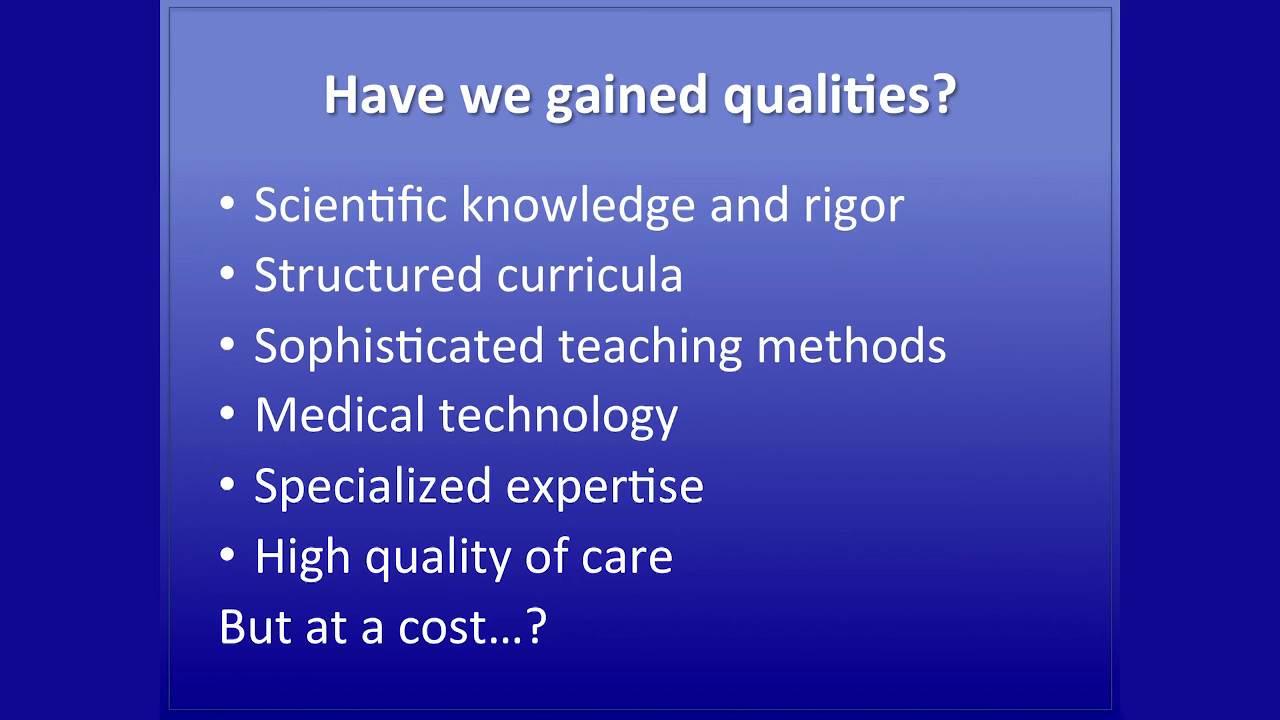 Have we gained qualities?
• Scientific knowledge and rigor
• Structured curricula
• Sophisticated teaching methods
• Medical technology
• Specialized expertise
• High quality of care
But at a cost…?